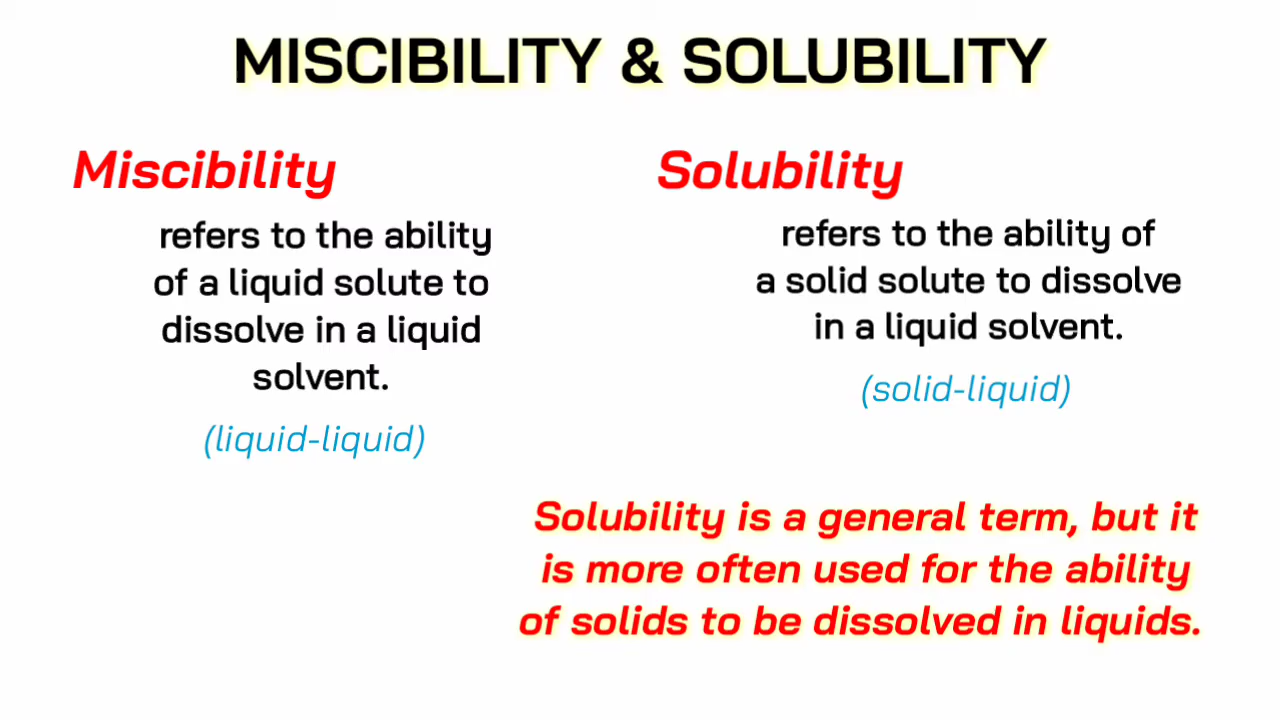 MISCIBILITY & SOLUBILITY
Miscibility
refers to the ability
of a liquid solute to
dissolve in a liquid
solvent.
(liquid-liquid)
Solubility
refers to the ability of
a solid solute to dissolve
in a liquid solvent.
(solid-liquid)
Solubility is a general term, but it
is more often used for the ability
of solids to be dissolved in liquids.